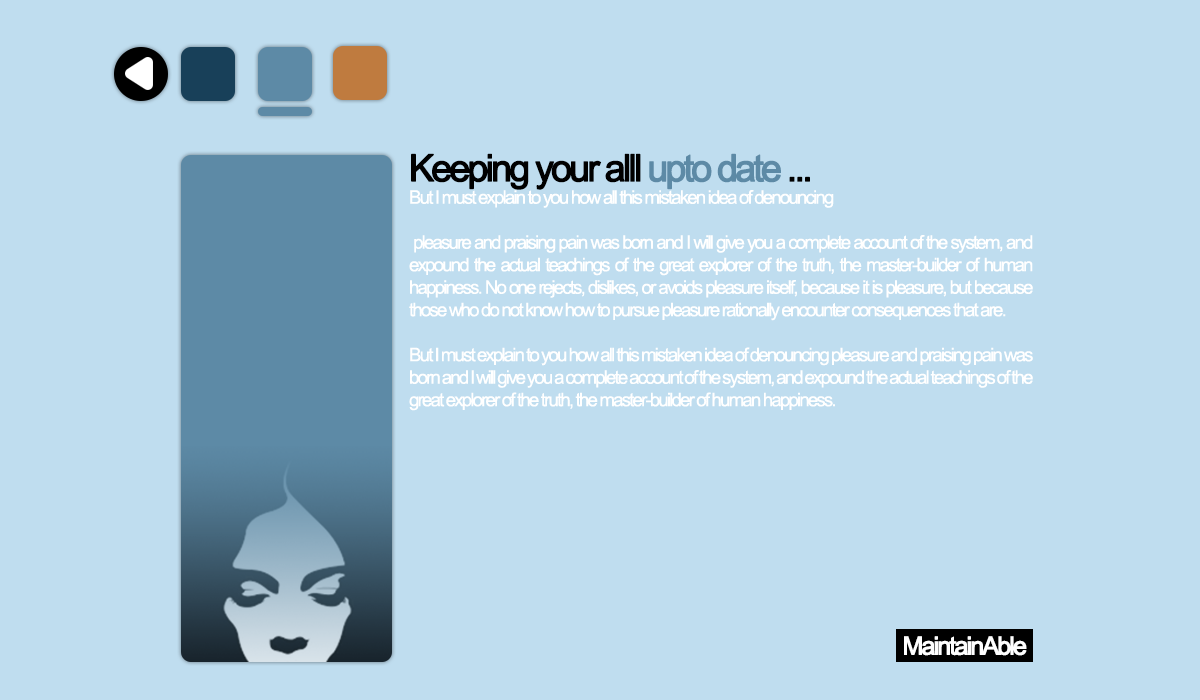 Keeping your alll upto date ...
But I must explain to you how all this mistaken idea of denouncing
pleasure and praising pain was born and I will give you a complete account of the system, and
expound the actual teachings of the great explorer of the truth, the master-builder of human
happiness. No one rejects, dislikes, or avoids pleasure itself, because it is pleasure, but because
those who do not know how to pursue pleasure rationally encounter consequences that are.
But I must explain to you how all this mistaken idea of denouncing pleasure and praising pain was
born and I will give you a complete account of the system, and expound the actual teachings of the
great explorer of the truth, the master-builder of human happiness.
MaintainAble